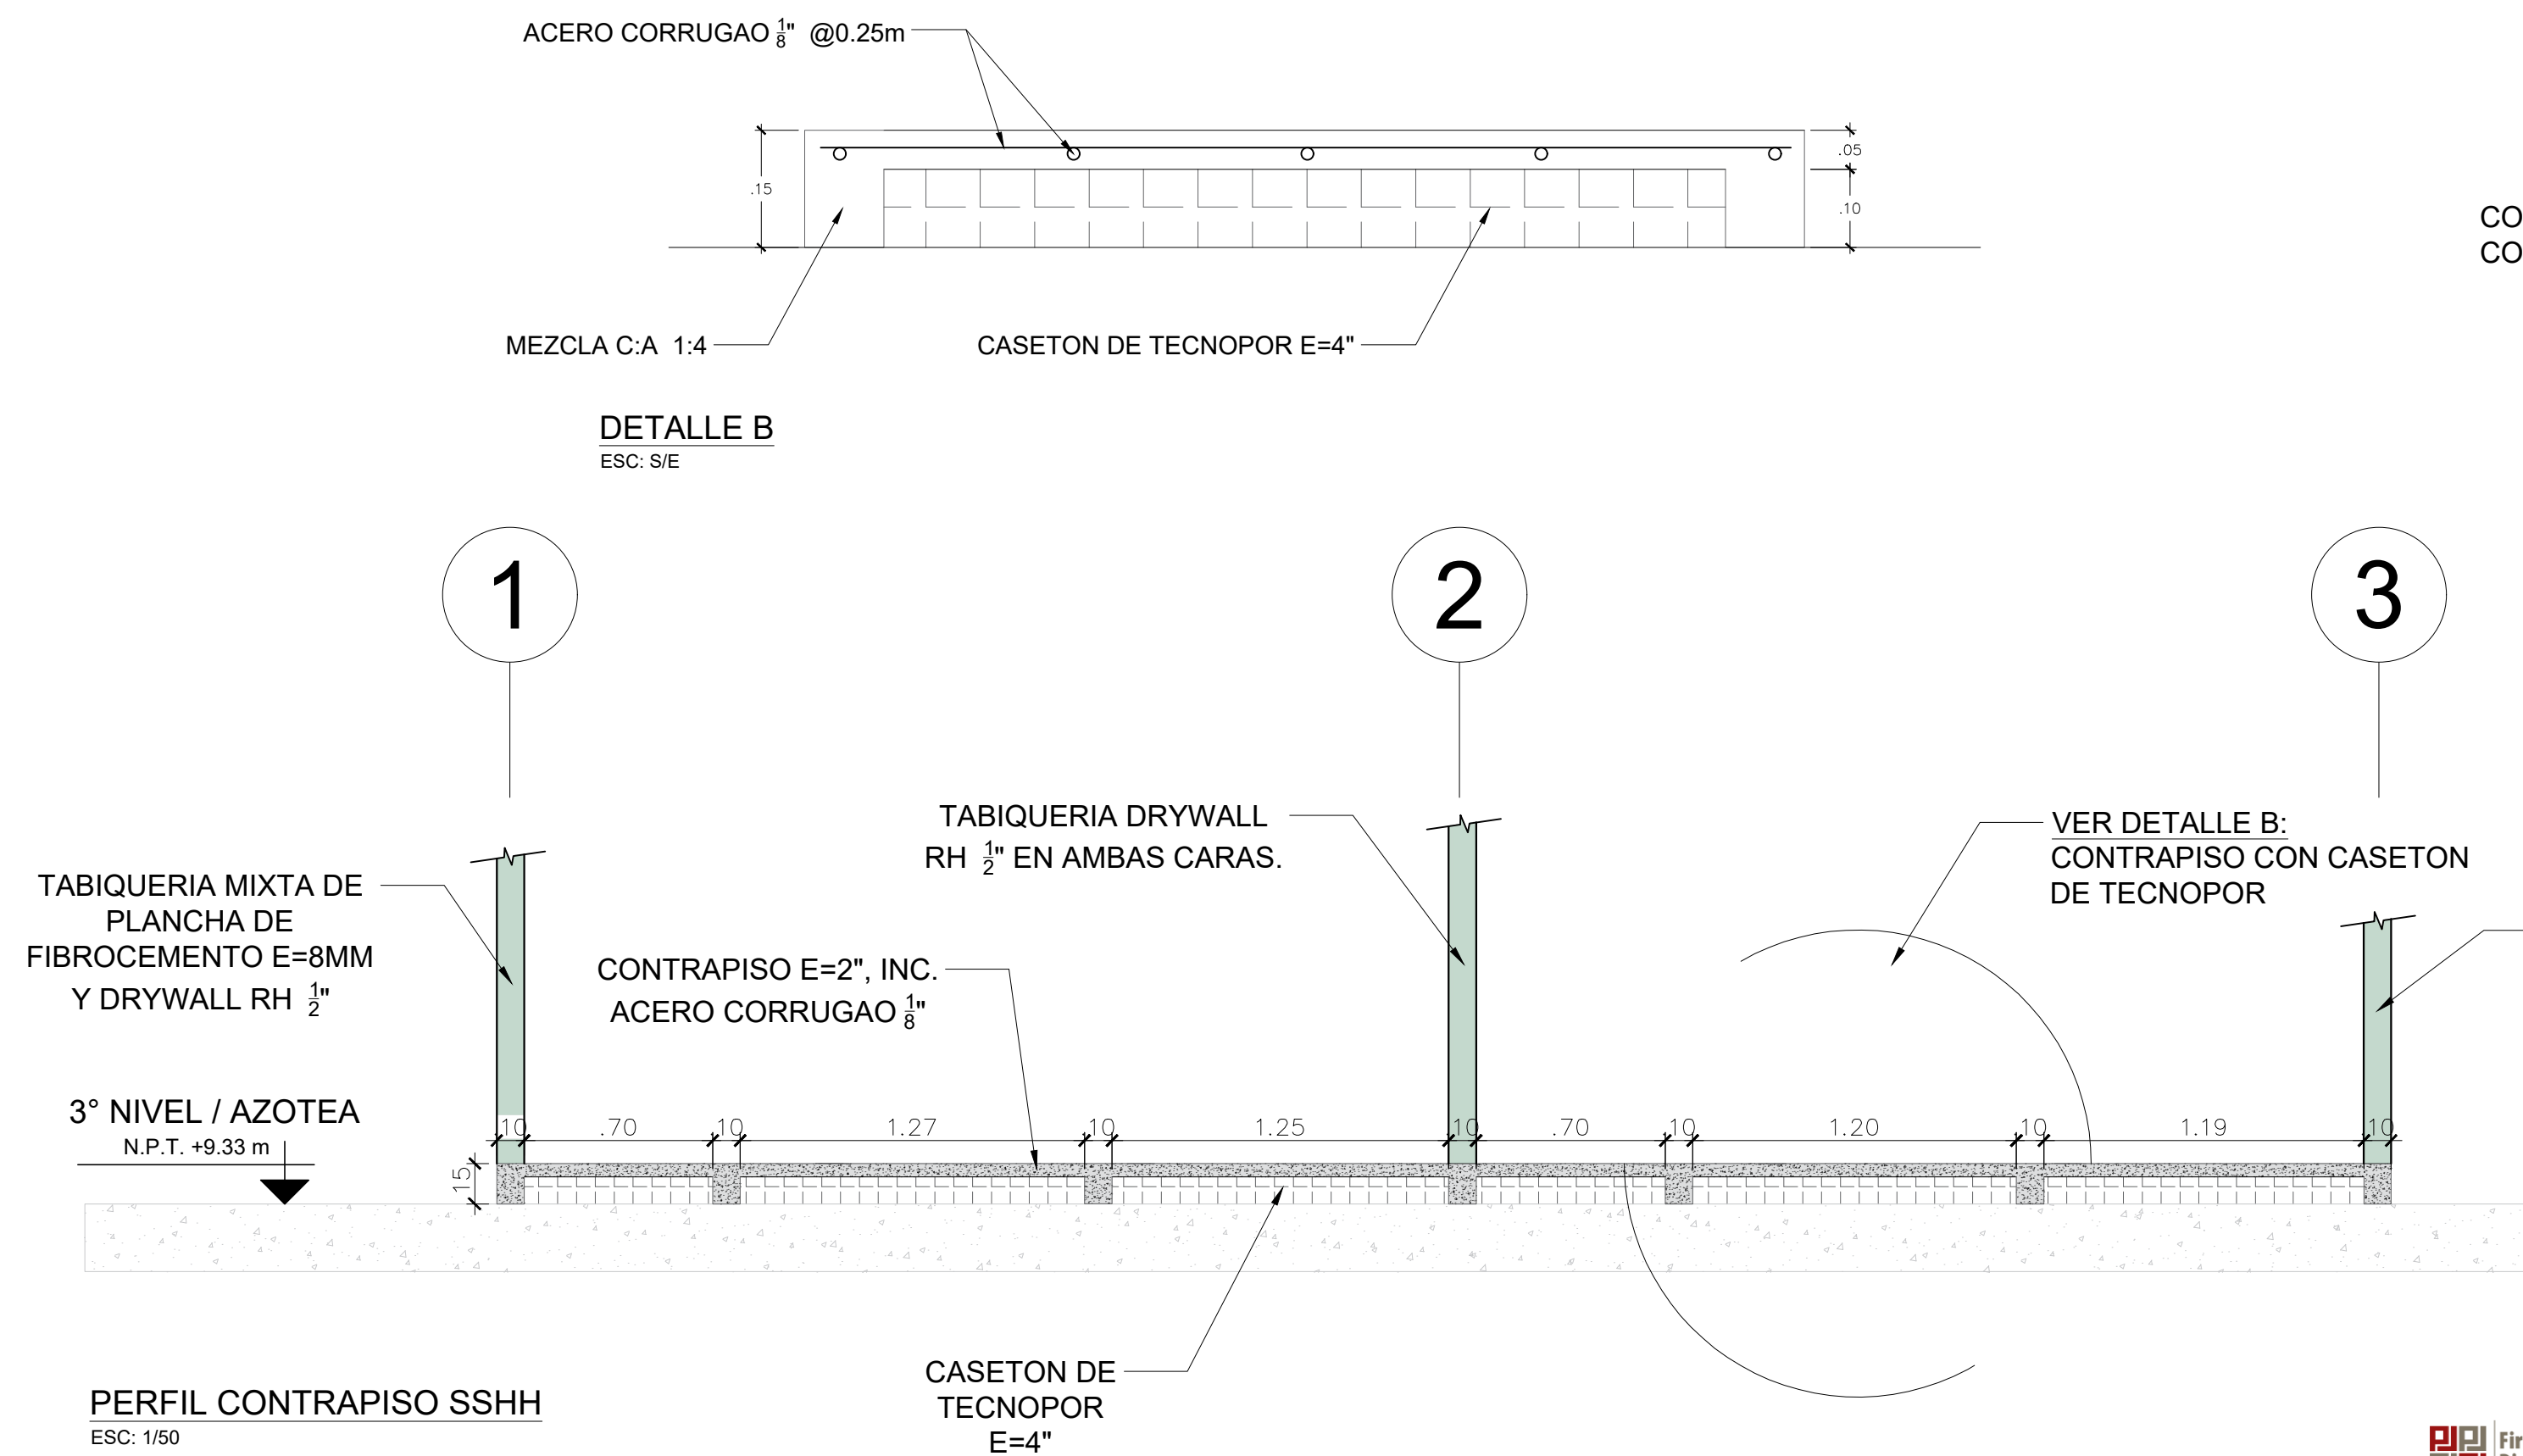 ACERO CORRUGAO 1/8" @0.25m
.05
.15
.10
CO
CO
MEZCLA C:A 1:4
CASETON DE TECNOPOR E=4"
DETALLE B
ESC: S/E
1
2
3
TABIQUERIA DRYWALL
RH 1/2" EN AMBAS CARAS.
VER DETALLE B:
CONTRAPISO CON CASETON
DE TECNOPOR
TABIQUERIA MIXTA DE
PLANCHA DE
FIBROCEMENTO E=8MM
Y DRYWALL RH 1/2"
CONTRAPISO E=2", INC.
ACERO CORRUGAO 1/8"
3° NIVEL / AZOTEA
N.P.T. +9.33 m
.10 .70 .10 1.27 .10 1.25 .10 .70 .10 1.20 .10 1.19 .10
.15
CASETON DE
TECNOPOR
E=4"
PERFIL CONTRAPISO SSHH
ESC: 1/50
Fir